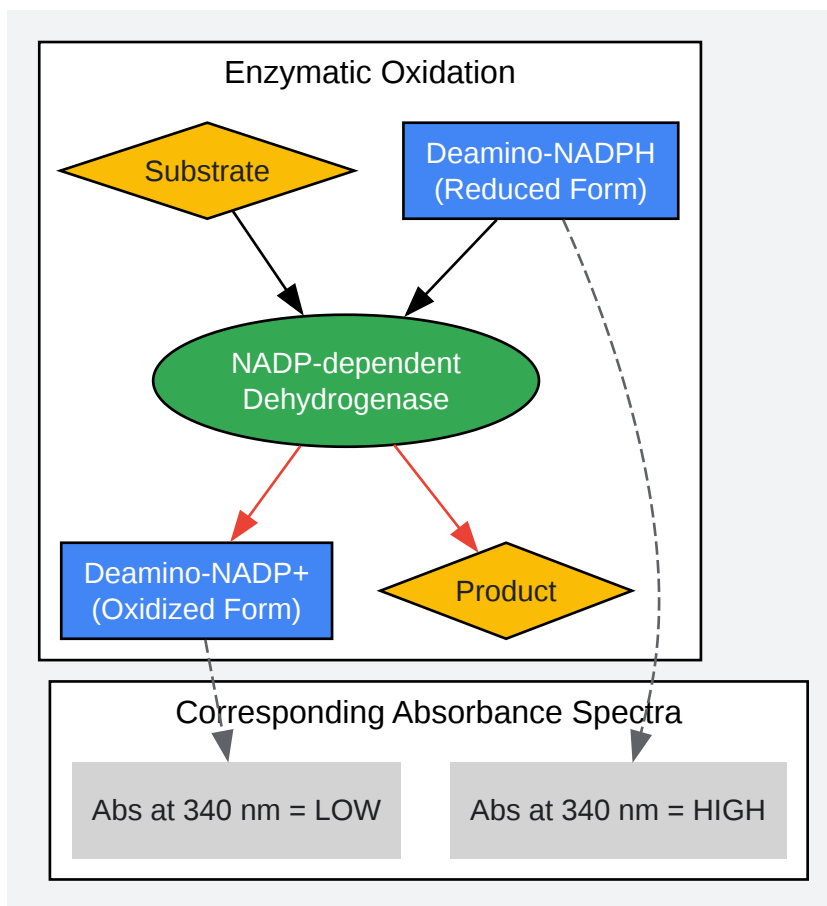 Enzymatic Oxidation
Substrate
Deamino-NADPH
(Reduced Form)
NADP-dependent
Dehydrogenase
Deamino-NADP+
(Oxidized Form)
Product
Corresponding Absorbance Spectra
Abs at 340 nm = LOW
Abs at 340 nm = HIGH